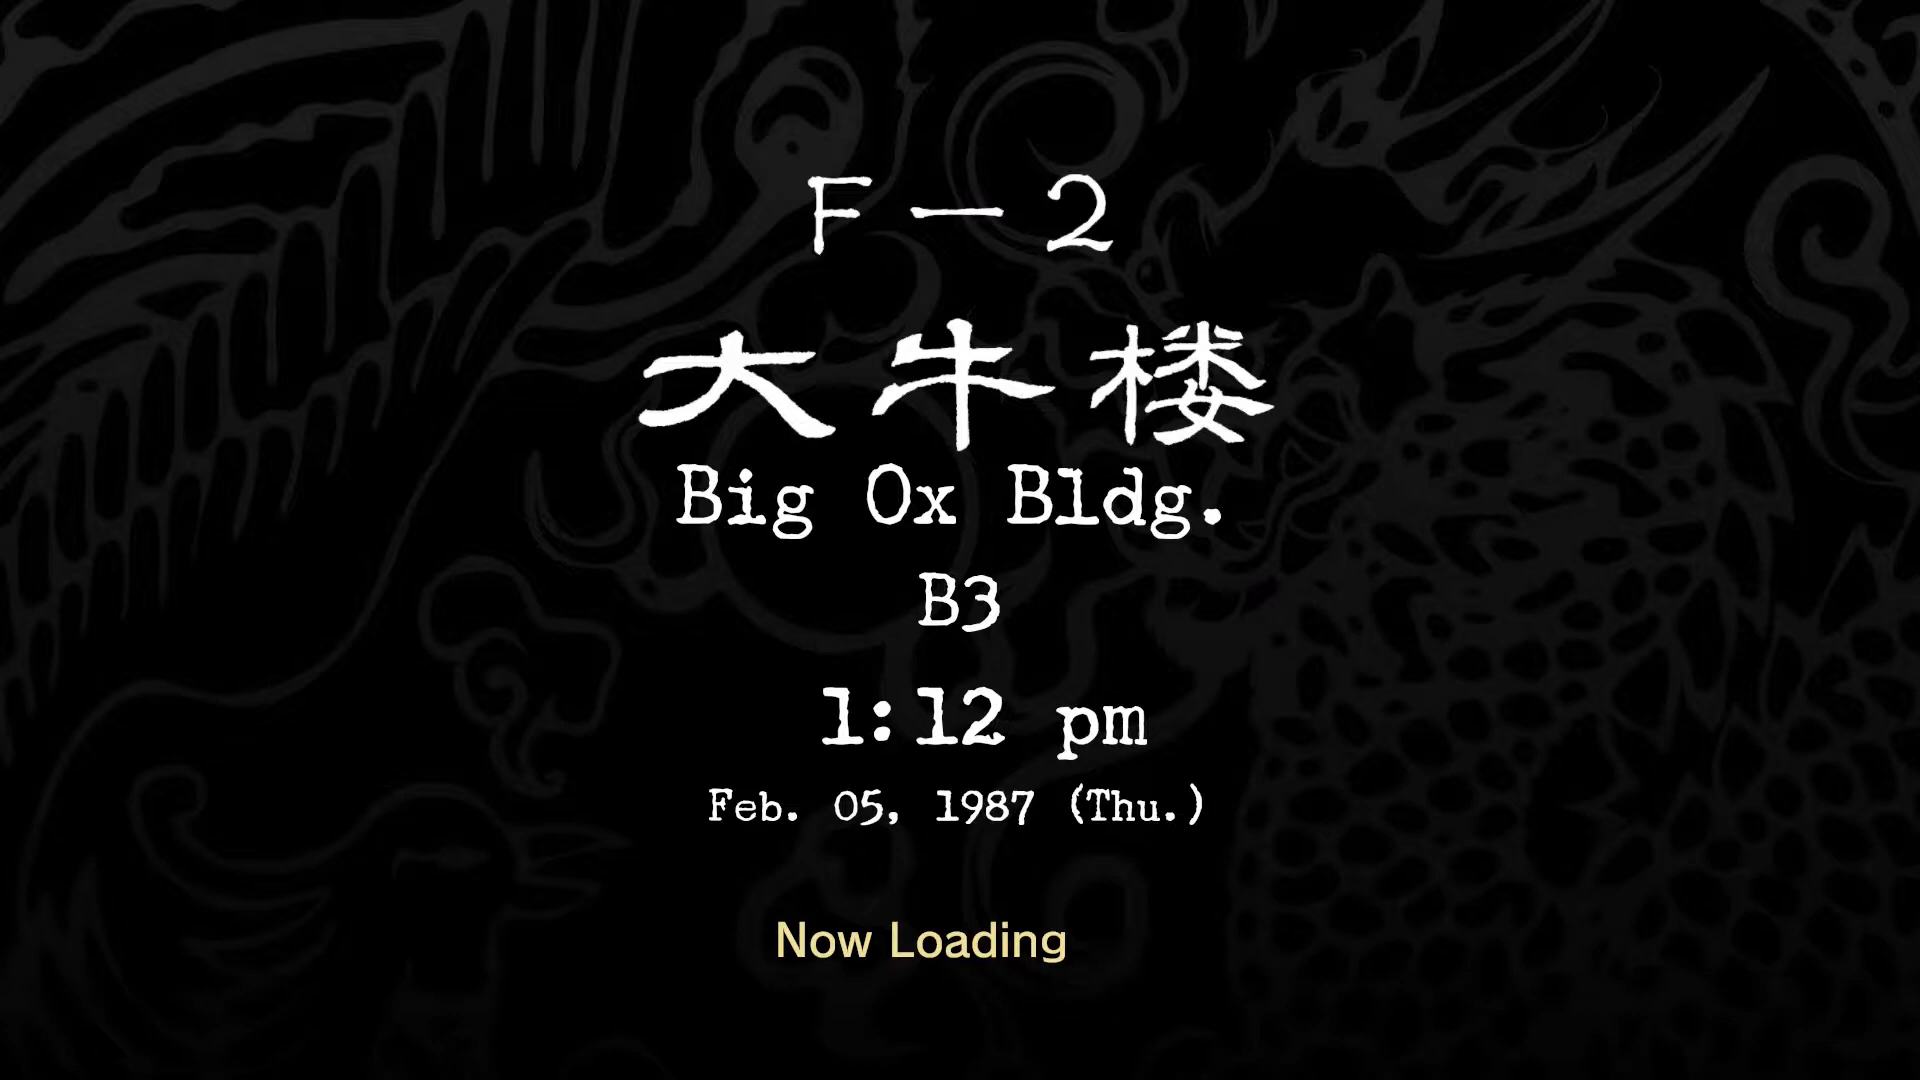 F－2
大牛楼
Big Ox Bldg.
B3
1:12 pm
Feb. 05, 1987 (Thu.)
Now Loading